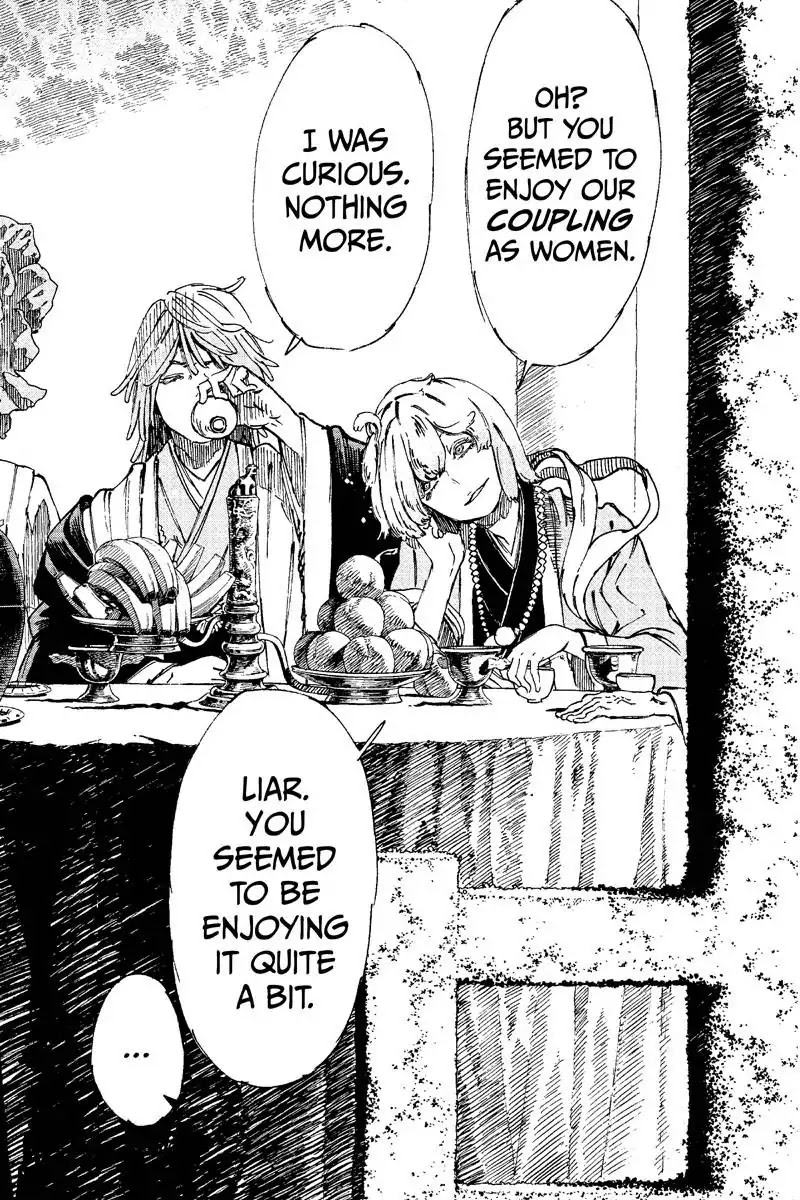 OH?
BUT YOU
SEEMED TO
ENJOY OUR
COUPLING
AS WOMEN.
I WAS
CURIOUS.
NOTHING
MORE.
LIAR.
YOU
SEEMED
TO BE
ENJOYING
IT QUITE
A BIT.
...